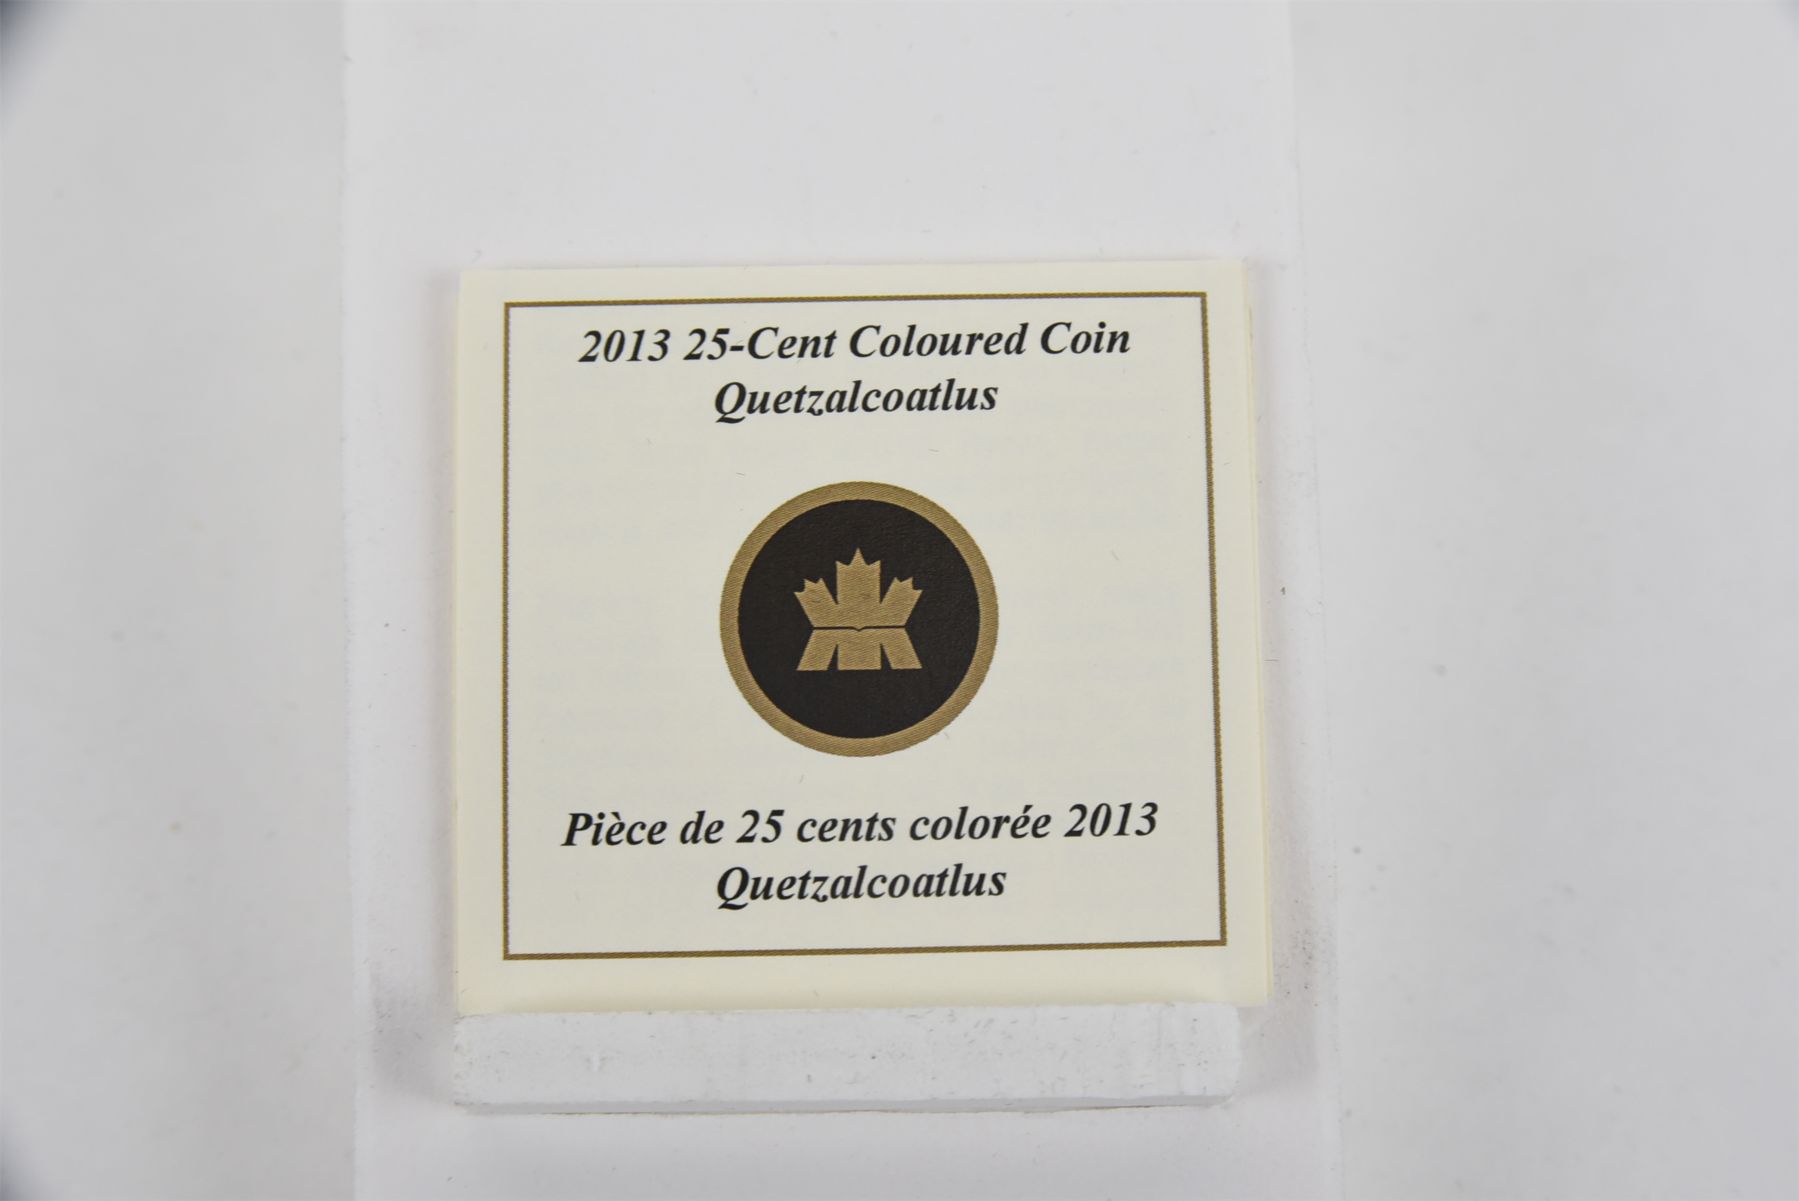 2013 25-Cent Coloured Coin
Quetzalcoatlus
Pièce de 25 cents colorée 2013
Quetzalcoatlus